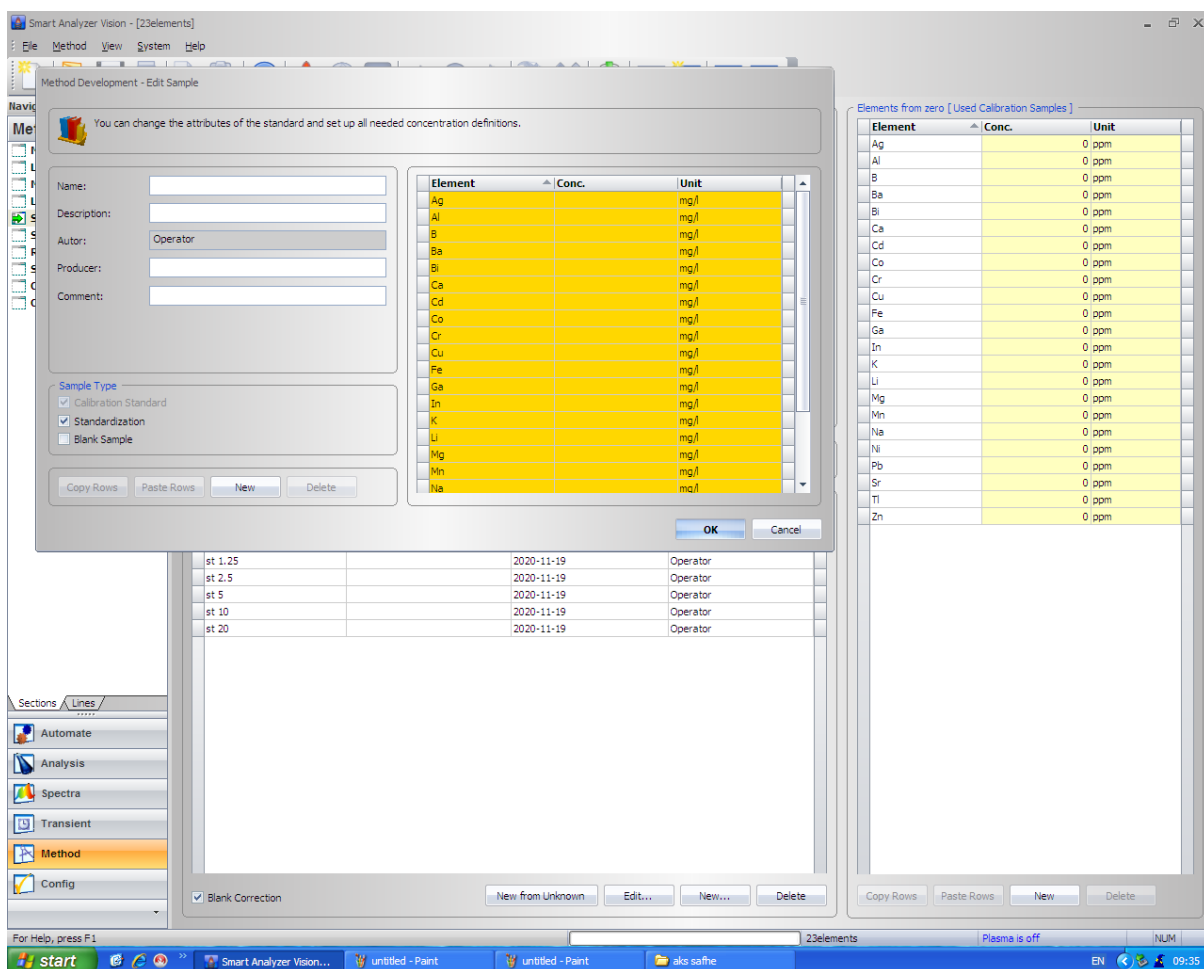 Smart Analyzer Vision - [23elements]
File Method View System Help
Method Development - Edit Sample
You can change the attributes of the standard and set up all needed concentration definitions.
Name:
Description:
Autor: Operator
Producer:
Comment:
Sample Type
Calibration Standard
Standardization
Blank Sample
Copy Rows Paste Rows New Delete
Element Conc. Unit
Ag mg/l
Al mg/l
B mg/l
Ba mg/l
Bi mg/l
Ca mg/l
Cd mg/l
Co mg/l
Cr mg/l
Cu mg/l
Fe mg/l
Ga mg/l
In mg/l
K mg/l
Li mg/l
Mg mg/l
Mn mg/l
Na mg/l
OK Cancel
Elements from zero [ Used Calibration Samples ]
Element Conc. Unit
Ag 0 ppm
Al 0 ppm
B 0 ppm
Ba 0 ppm
Bi 0 ppm
Ca 0 ppm
Cd 0 ppm
Co 0 ppm
Cr 0 ppm
Cu 0 ppm
Fe 0 ppm
Ga 0 ppm
In 0 ppm
K 0 ppm
Li 0 ppm
Mg 0 ppm
Mn 0 ppm
Na 0 ppm
Ni 0 ppm
Pb 0 ppm
Sr 0 ppm
Tl 0 ppm
Zn 0 ppm
Copy Rows Paste Rows New Delete
st 1.25 2020-11-19 Operator
st 2.5 2020-11-19 Operator
st 5 2020-11-19 Operator
st 10 2020-11-19 Operator
st 20 2020-11-19 Operator
Blank Correction New from Unknown Edit... New... Delete
Sections Lines
Automate
Analysis
Spectra
Transient
Method
Config
For Help, press F1 23elements Plasma is off NUM
start Smart Analyzer Vision... untitled - Paint untitled - Paint aks safhe EN 09:35